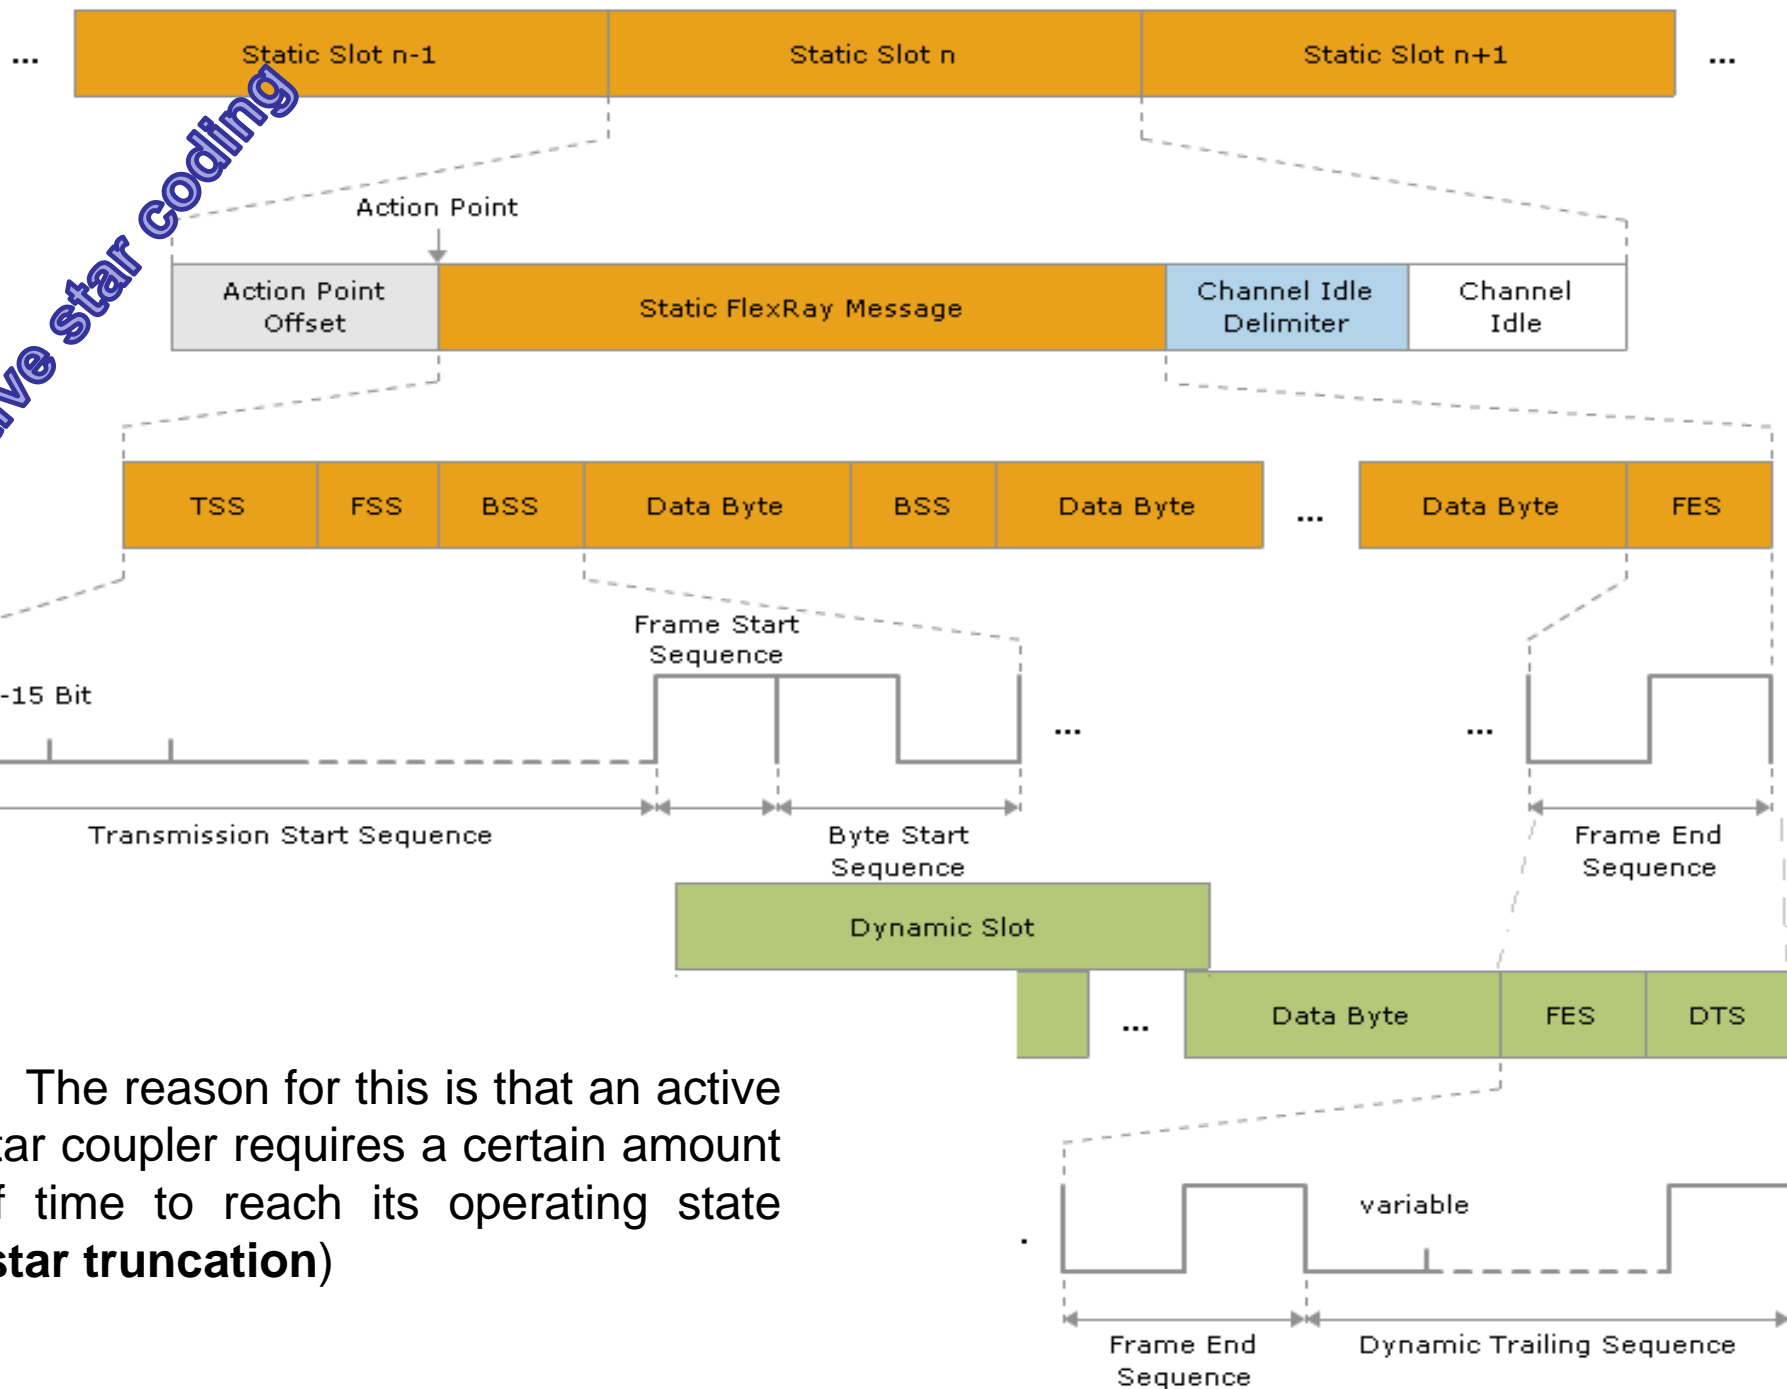 ... Static Slot n-1 Static Slot n Static Slot n+1 ...
star coding
Action Point
Action Point
Offset
Static FlexRay Message
Channel Idle
Delimiter
Channel
Idle
TSS FSS BSS Data Byte BSS Data Byte ... Data Byte FES
Frame Start
Sequence
-15 Bit
... ...
Transmission Start Sequence
Byte Start
Sequence
Frame End
Sequence
Dynamic Slot
... Data Byte FES DTS
The reason for this is that an active
tar coupler requires a certain amount
f time to reach its operating state
star truncation)
variable
.
Frame End
Sequence
Dynamic Trailing Sequence